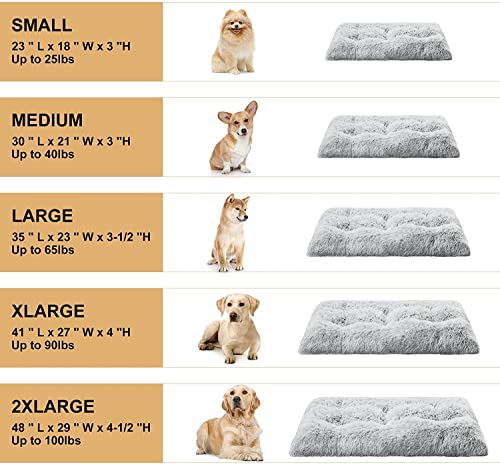 SMALL
23 " L x 18 " W x 3 "H
Up to 25lbs
MEDIUM
30 " L x 21 " W x 3 "H
Up to 40lbs
LARGE
35 " L x 23 " W x 3-1/2 "H
Up to 65lbs
XLARGE
41 " L x 27 " W x 4 "H
Up to 90lbs
2XLARGE
48 " L x 29 " W x 4-1/2 "H
Up to 100lbs